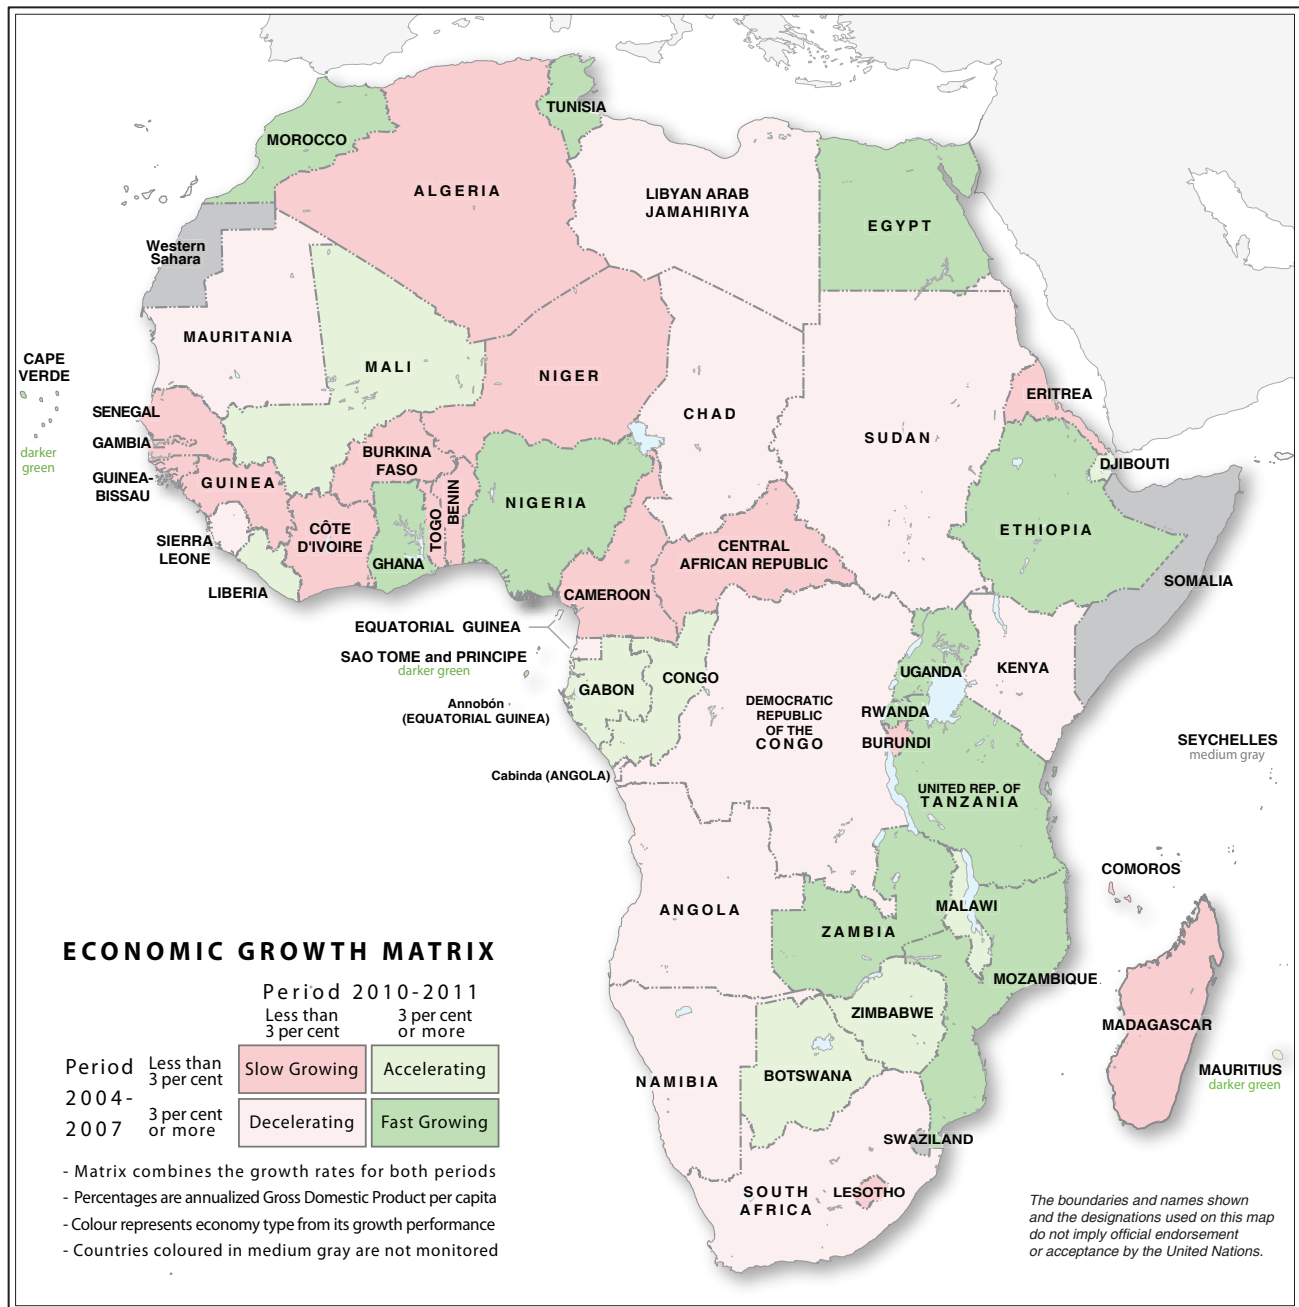 TUNISIA
MOROCCO
ALGERIA
LIBYAN ARAB
JAMAHIRIYA
EGYPT
Western
Sahara
MAURITANIA
MALI
NIGER
CHAD
SUDAN
ERITREA
CAPE
VERDE
darker
green
SENEGAL
GAMBIA
GUINEA-
BISSAU
GUINEA
BURKINA
FASO
DJIBOUTI
SIERRA
LEONE
LIBERIA
CÔTE
D'IVOIRE
GHANA
TOGO
BENIN
NIGERIA
CENTRAL
AFRICAN REPUBLIC
ETHIOPIA
SOMALIA
CAMEROON
EQUATORIAL GUINEA
SAO TOME and PRINCIPE
darker green
Annobón
(EQUATORIAL GUINEA)
GABON
CONGO
DEMOCRATIC
REPUBLIC
OF THE
CONGO
UGANDA
KENYA
RWANDA
BURUNDI
Cabinda (ANGOLA)
UNITED REP. OF
TANZANIA
SEYCHELLES
medium gray
COMOROS
ANGOLA
ZAMBIA
MALAWI
MOZAMBIQUE
ZIMBABWE
MADAGASCAR
MAURITIUS
darker green
NAMIBIA
BOTSWANA
SWAZILAND
SOUTH
AFRICA
LESOTHO
ECONOMIC GROWTH MATRIX
Period 2010-2011
Less than
3 per cent
3 per cent
or more
Period
2004-
2007
Less than
3 per cent
Slow Growing
Accelerating
3 per cent
or more
Decelerating
Fast Growing
- Matrix combines the growth rates for both periods
- Percentages are annualized Gross Domestic Product per capita
- Colour represents economy type from its growth performance
- Countries coloured in medium gray are not monitored
The boundaries and names shown
and the designations used on this map
do not imply official endorsement
or acceptance by the United Nations.